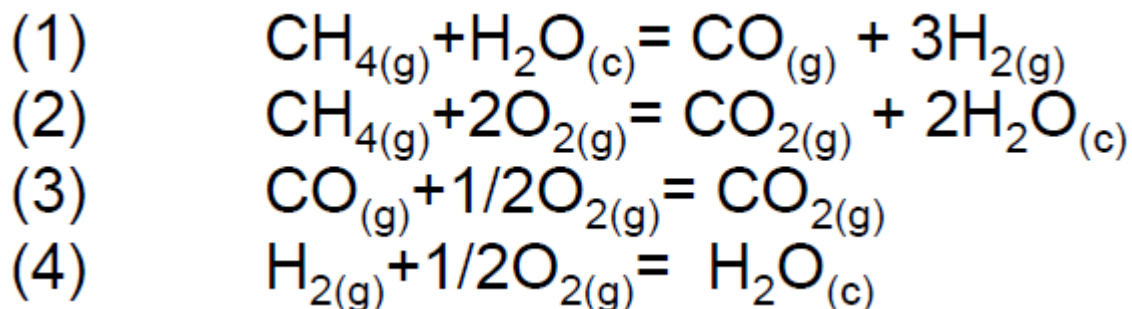 (1) CH₄(g)+H₂O(c)= CO(g) + 3H₂(g)
(2) CH₄(g)+2O₂(g)= CO₂(g) + 2H₂O(c)
(3) CO(g)+1/2O₂(g)= CO₂(g)
(4) H₂(g)+1/2O₂(g)= H₂O(c)